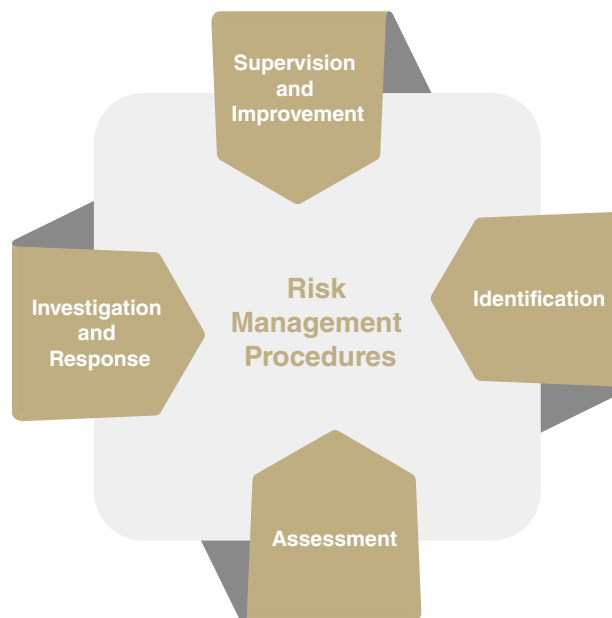 Supervision
and
Improvement
Identification
Risk
Management
Procedures
Investigation
and
Response
Assessment